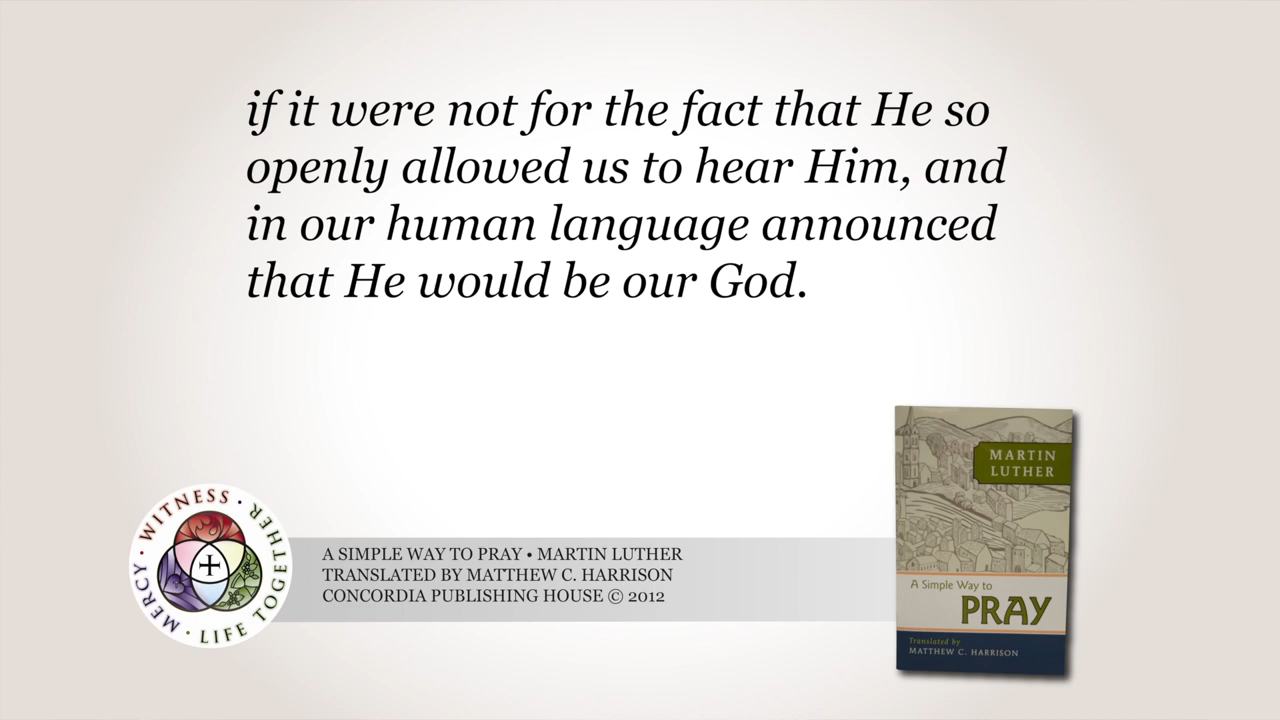 if it were not for the fact that He so
openly allowed us to hear Him, and
in our human language announced
that He would be our God.
MERCY · WITNESS · LIFE TOGETHER
A SIMPLE WAY TO PRAY • MARTIN LUTHER
TRANSLATED BY MATTHEW C. HARRISON
CONCORDIA PUBLISHING HOUSE © 2012
MARTIN
LUTHER
A Simple Way to
PRAY
Translated by
MATTHEW C. HARRISON